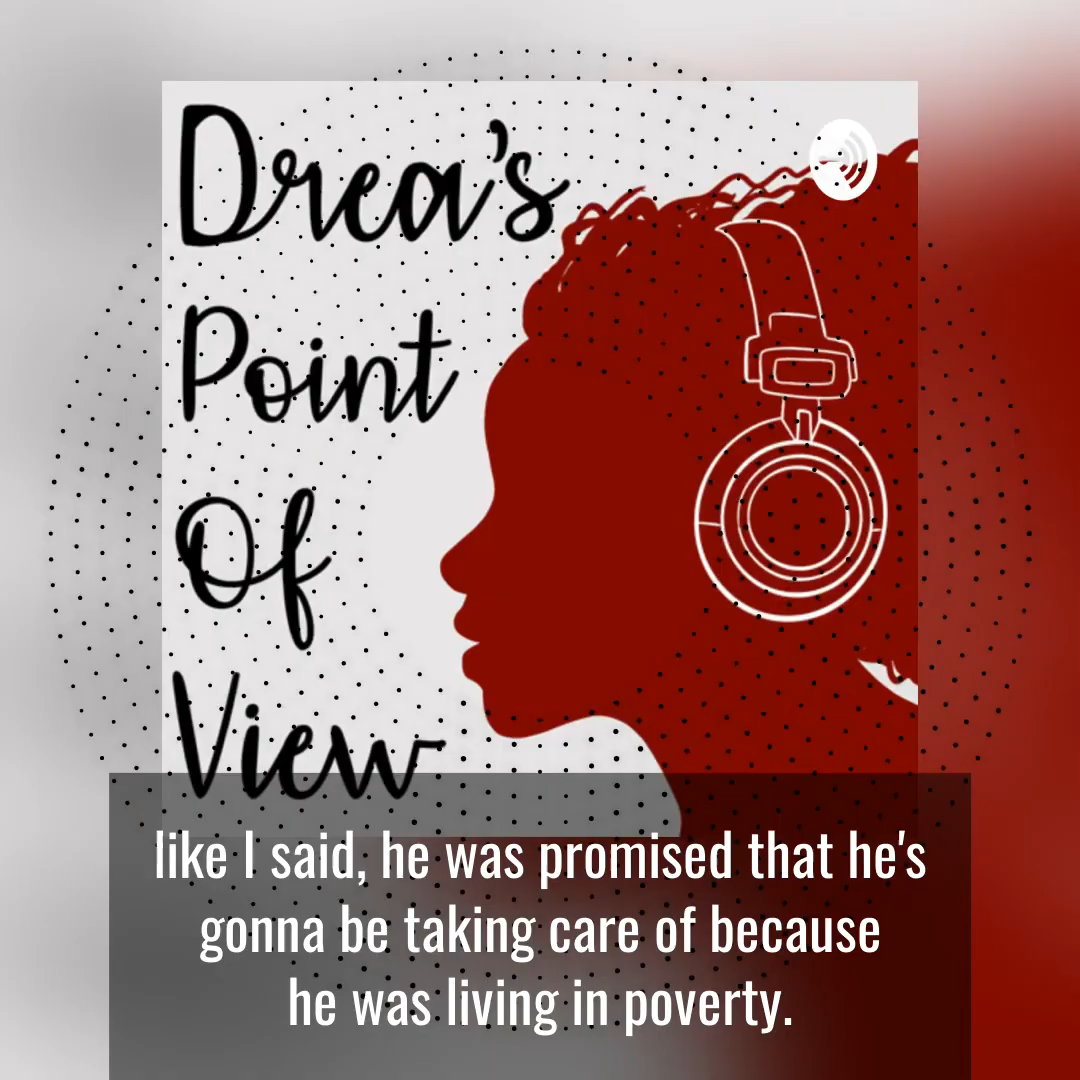 Drea's
Point
Of
View
like I said, he was promised that he's
gonna be taking care of because
he was living in poverty.